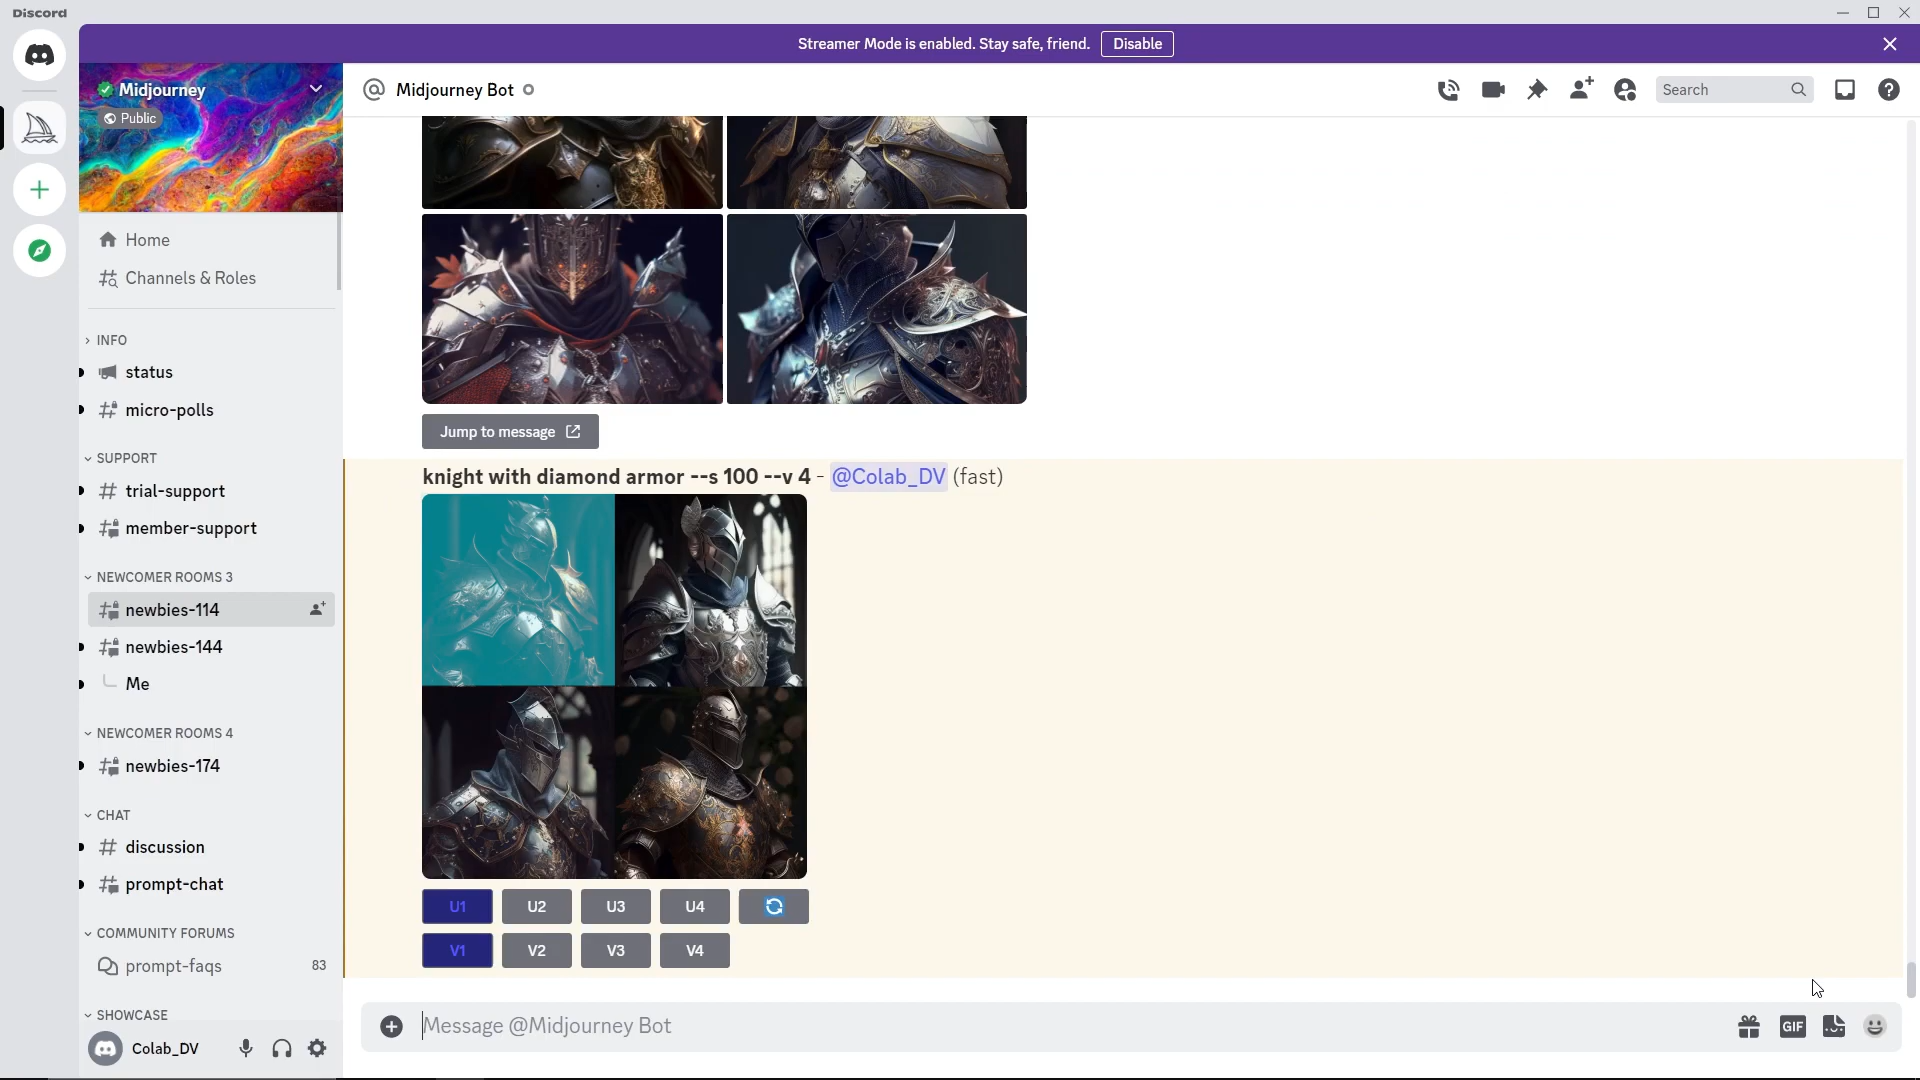 Discord
Streamer Mode is enabled. Stay safe, friend. Disable
Midjourney
Public
Midjourney Bot
Search
Home
Channels & Roles
INFO
status
micro-polls
SUPPORT
trial-support
member-support
NEWCOMER ROOMS 3
newbies-114
newbies-144
Me
NEWCOMER ROOMS 4
newbies-174
CHAT
discussion
prompt-chat
COMMUNITY FORUMS
prompt-faqs 83
SHOWCASE
Colab_DV
Jump to message
knight with diamond armor --s 100 --v 4 - @Colab_DV (fast)
U1 U2 U3 U4
V1 V2 V3 V4
Message @Midjourney Bot
GIF